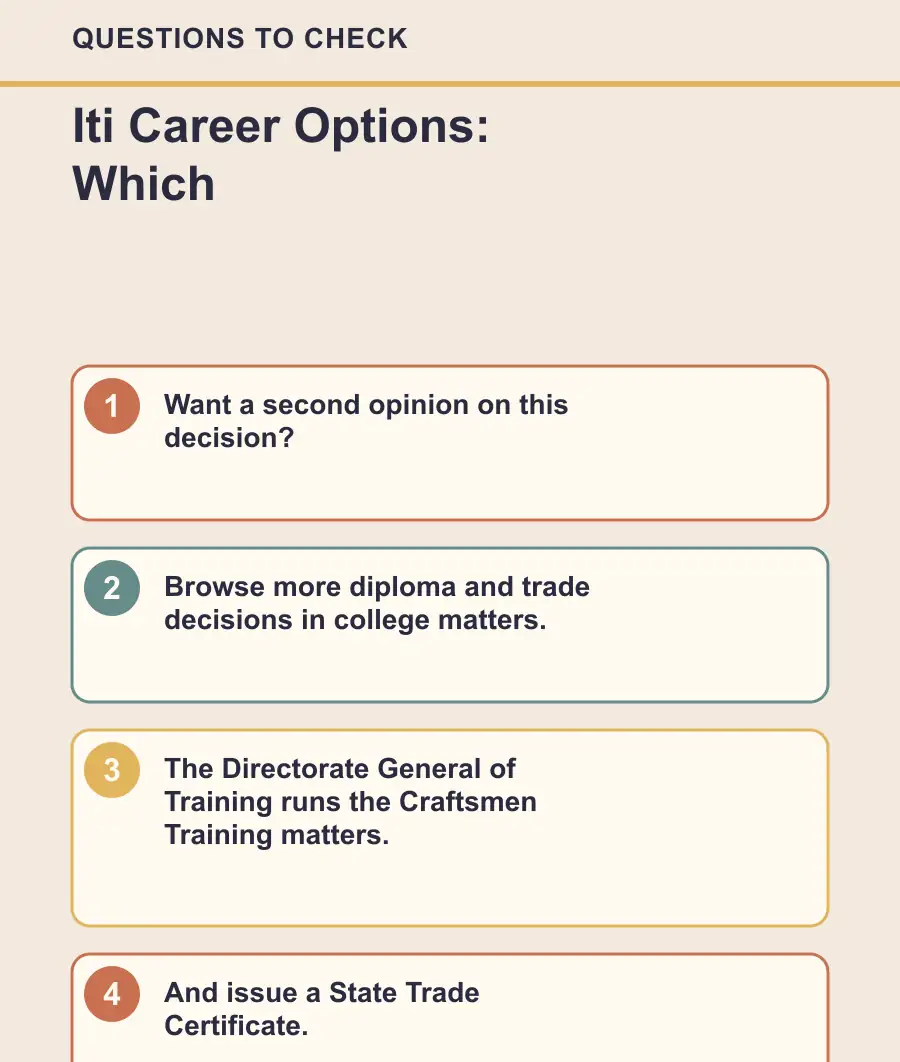 QUESTIONS TO CHECK
Iti Career Options:
Which
1
Want a second opinion on this
decision?
2
Browse more diploma and trade
decisions in college matters.
3
The Directorate General of
Training runs the Craftsmen
Training matters.
4
And issue a State Trade
Certificate.